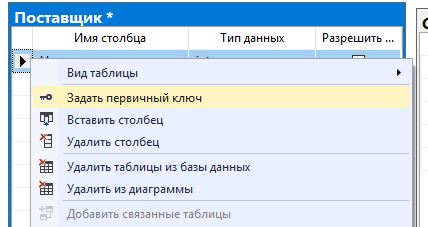 Поставщик *
Имя столбца Тип данных Разрешить ...
Вид таблицы
Задать первичный ключ
Вставить столбец
Удалить столбец
Удалить таблицы из базы данных
Удалить из диаграммы
Добавить связанные таблицы